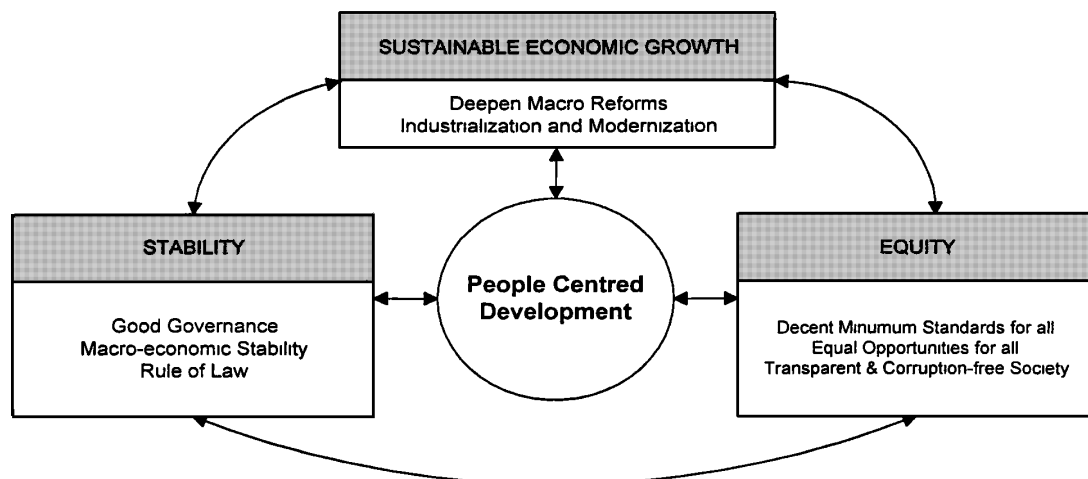 SUSTAINABLE ECONOMIC GROWTH
Deepen Macro Reforms
Industrialization and Modernization
STABILITY
Good Governance
Macro-economic Stability
Rule of Law
People Centred
Development
EQUITY
Decent Minimum Standards for all
Equal Opportunities for all
Transparent & Corruption-free Society